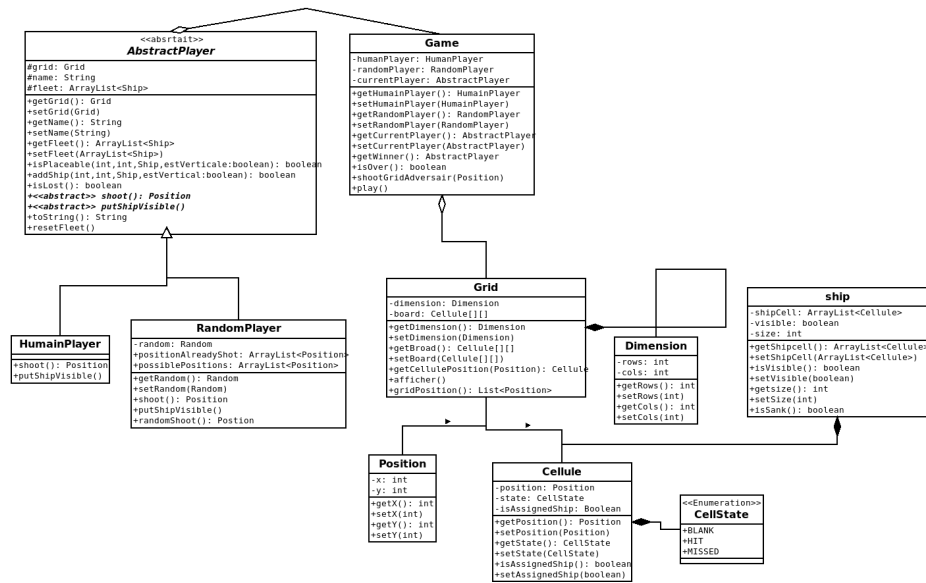 <<absrtait>>
AbstractPlayer
#grid: Grid
#name: String
#fleet: ArrayList<Ship>
+getGrid(): Grid
+setGrid(Grid)
+getName(): String
+setName(String)
+getFleet(): ArrayList<Ship>
+setFleet(ArrayList<Ship>)
+isPlaceable(int,int,Ship,estVerticale:boolean): boolean
+addShip(int,int,Ship,estVertical:boolean): boolean
+isLost(): boolean
+<<abstract>> shoot(): Position
+<<abstract>> putShipVisible()
+toString(): String
+resetFleet()
Game
-humanPlayer: HumanPlayer
-randomPlayer: RandomPlayer
-currentPlayer: AbstractPlayer
+getHumainPlayer(): HumainPlayer
+setHumainPlayer(HumainPlayer)
+getRandomPlayer(): RandomPlayer
+setRandomPlayer(RandomPlayer)
+getCurrentPlayer(): AbstractPlayer
+setCurrentPlayer(AbstractPlayer)
+getWinner(): AbstractPlayer
+isOver(): boolean
+shootGridAdversair(Position)
+play()
HumainPlayer
+shoot(): Position
+putShipVisible()
RandomPlayer
-random: Random
+positionAlreadyShot: ArrayList<Position>
+possiblePositions: ArrayList<Position>
+getRandom(): Random
+setRandom(Random)
+shoot(): Position
+putShipVisible()
+randomShoot(): Postion
Grid
-dimension: Dimension
-board: Cellule[][]
+getDimension(): Dimension
+setDimension(Dimension)
+getBroad(): Cellule[][]
+setBoard(Cellule[][])
+getCellulePosition(Position): Cellule
+afficher()
+gridPosition(): List<Position>
Dimension
-rows: int
-cols: int
+getRows(): int
+setRows(int)
+getCols(): int
+setCols(int)
ship
-shipCell: ArrayList<Cellule>
-visible: boolean
-size: int
+getShipcell(): ArrayList<Cellule>
+setShipCell(ArrayList<Cellule>)
+isVisible(): boolean
+setVisible(boolean)
+getsize(): int
+setSize(int)
+isSank(): boolean
Position
-x: int
-y: int
+getX(): int
+setX(int)
+getY(): int
+setY(int)
Cellule
-position: Position
-state: CellState
-isAssignedShip: Boolean
+getPosition(): Position
+setPosition(Position)
+getState(): CellState
+setState(CellState)
+isAssignedShip(): boolean
+setAssignedShip(boolean)
<<Enumeration>>
CellState
+BLANK
+HIT
+MISSED